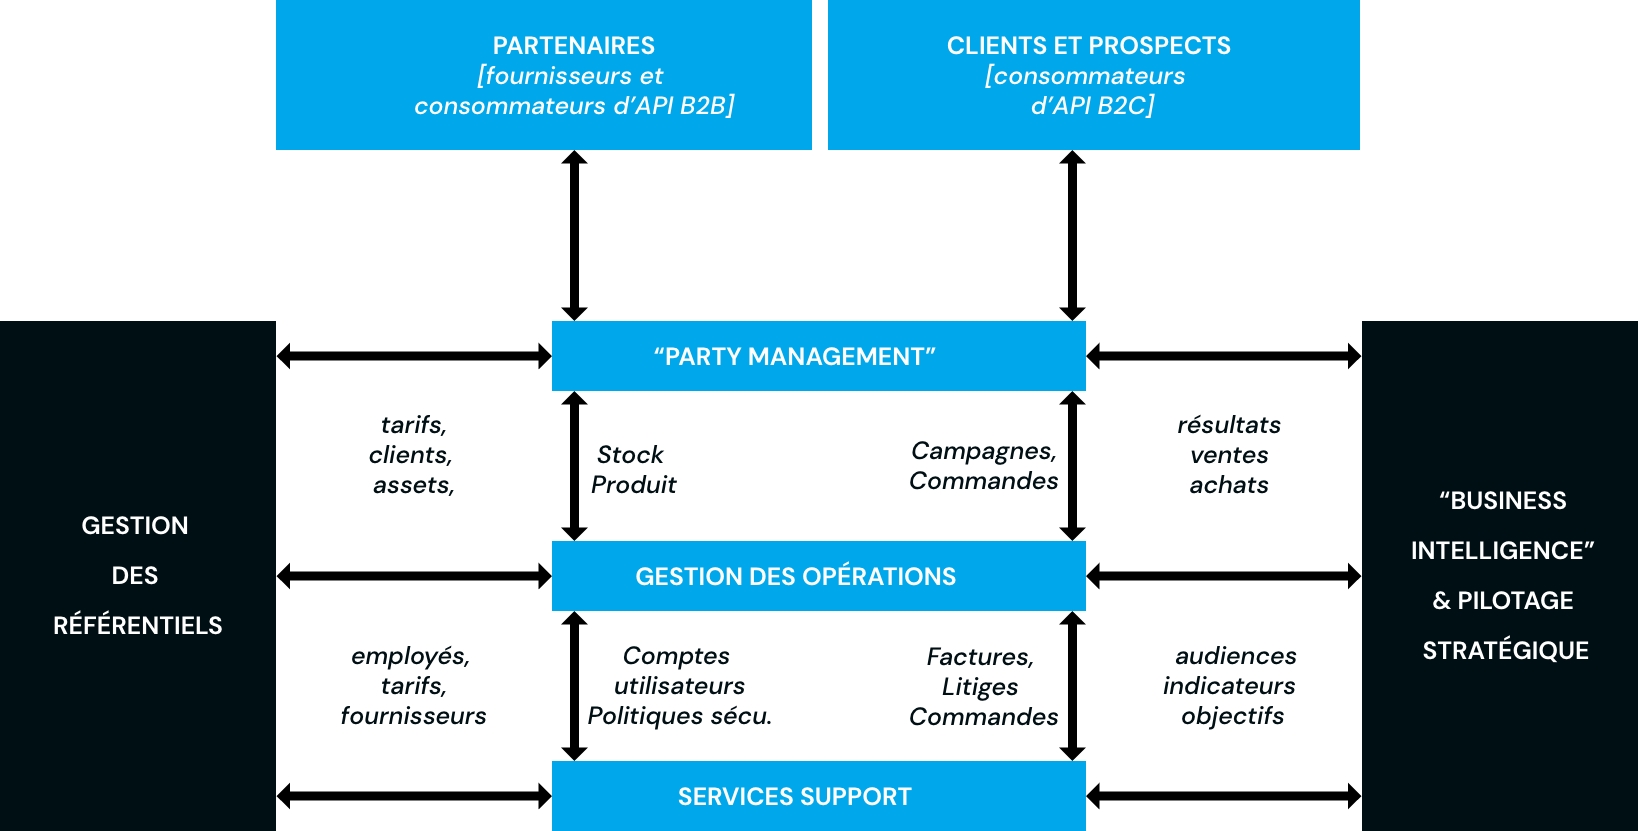 PARTENAIRES
[fournisseurs et
consommateurs d’API B2B]
CLIENTS ET PROSPECTS
[consommateurs
d’API B2C]
“PARTY MANAGEMENT”
tarifs,
clients,
assets,
Stock
Produit
Campagnes,
Commandes
résultats
ventes
achats
GESTION
DES
RÉFÉRENTIELS
“BUSINESS
INTELLIGENCE”
& PILOTAGE
STRATÉGIQUE
GESTION DES OPÉRATIONS
employés,
tarifs,
fournisseurs
Comptes
utilisateurs
Politiques sécu.
Factures,
Litiges
Commandes
audiences
indicateurs
objectifs
SERVICES SUPPORT